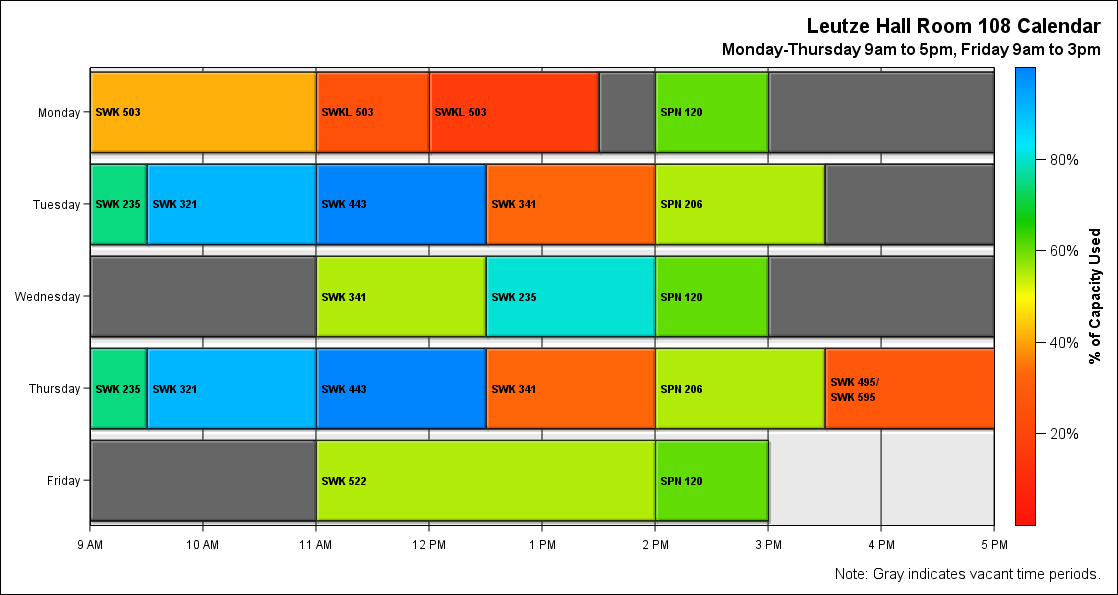 Leutze Hall Room 108 Calendar
Monday-Thursday 9am to 5pm, Friday 9am to 3pm
Monday
SWK 503
SWKL 503
SWKL 503
SPN 120
Tuesday
SWK 235
SWK 321
SWK 443
SWK 341
SPN 206
Wednesday
SWK 341
SWK 235
SPN 120
Thursday
SWK 235
SWK 321
SWK 443
SWK 341
SPN 206
SWK 495/
SWK 595
Friday
SWK 522
SPN 120
9 AM
10 AM
11 AM
12 PM
1 PM
2 PM
3 PM
4 PM
5 PM
80%
60%
40%
20%
% of Capacity Used
Note: Gray indicates vacant time periods.